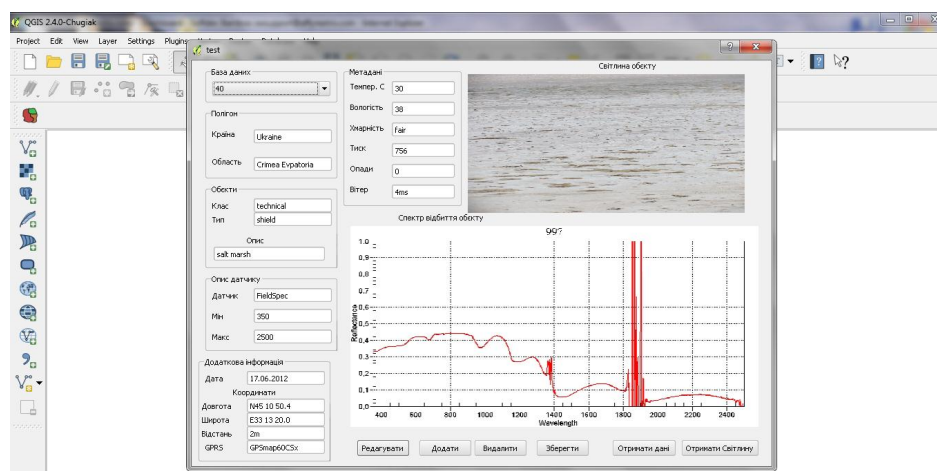 QGIS 2.4.0-Chugiak
Project Edit View Layer Settings Plugins
test
База даних
40
Полігон
Країна Ukraine
Область Crimea Evpatoria
Обєкти
Клас technical
Тип shield
Опис
salt marsh
Опис датчику
Датчик FieldSpec
Мін 350
Макс 2500
Додаткова інформація
Дата 17.06.2012
Координати
Довгота N45 10 50.4
Широта E33 13 20.0
Відстань 2m
GPRS GPSmap60CSx
Метадані
Темпер. С 30
Вологість 38
Хмарність fair
Тиск 756
Опади 0
Вітер 4ms
Світлина обєкту
Спектр відбиття обєкту
99?
1.0
0.9
0.8
0.7
0.6
0.5
0.4
0.3
0.2
0.1
0.0
Reflectance
400 600 800 1000 1200 1400 1600 1800 2000 2200 2400
Wavelength
Редагувати Додати Видалити Зберегти Отримати дані Отримати Світлину